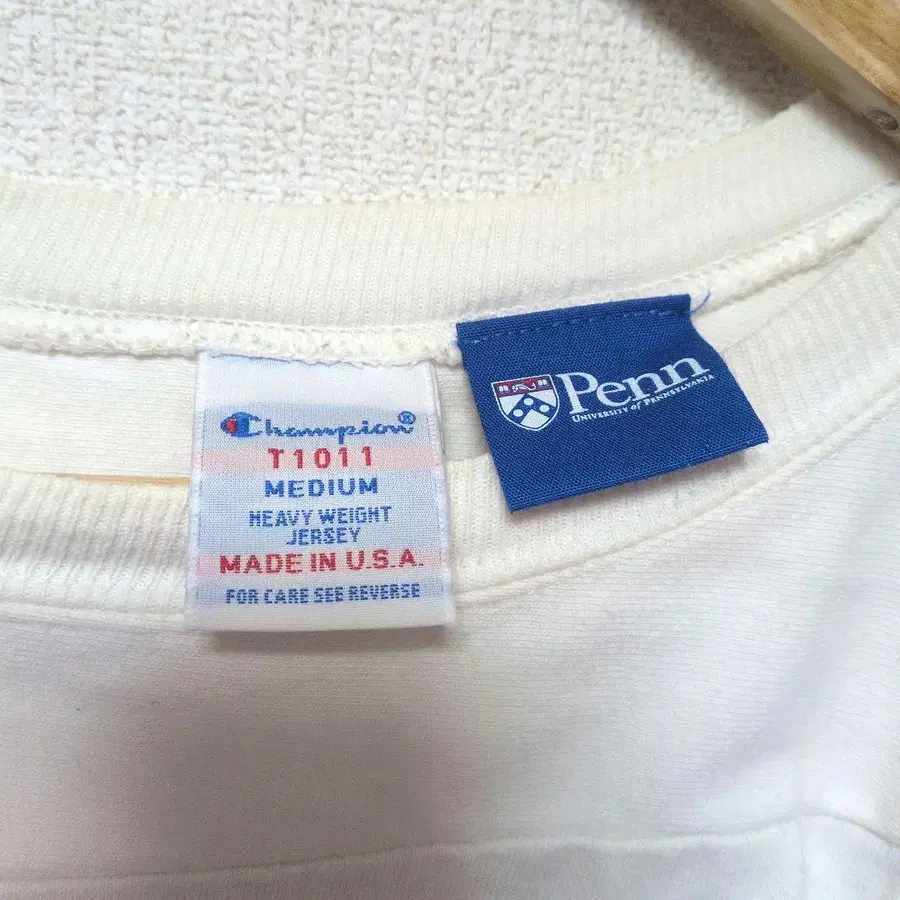 Champion®
T1011
MEDIUM
HEAVY WEIGHT
JERSEY
MADE IN U.S.A.
FOR CARE SEE REVERSE
Penn
UNIVERSITY OF PENNSYLVANIA